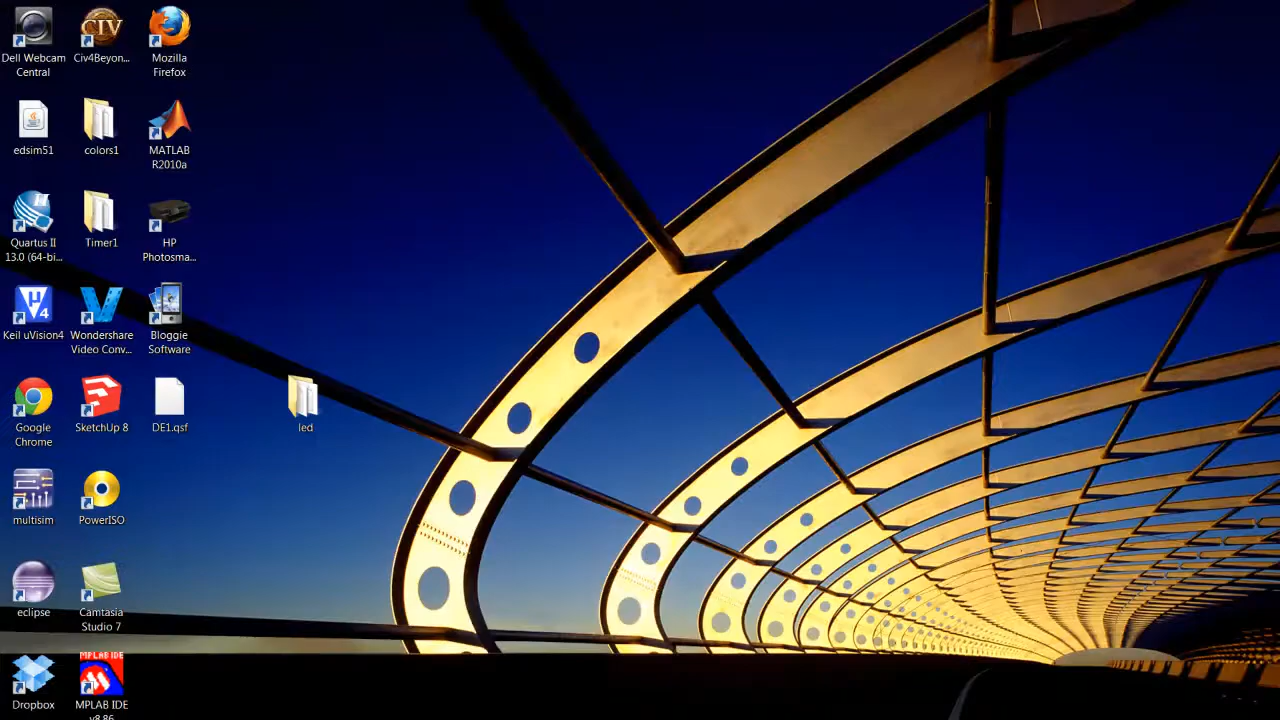 Dell Webcam
Central
Civ4Beyon...
Mozilla
Firefox
edsim51
colors1
MATLAB
R2010a
Quartus II
13.0 (64-bi...
Timer1
HP
Photosma...
Keil uVision4
Wondershare
Video Conv...
Bloggie
Software
Google
Chrome
SketchUp 8
DE1.qsf
led
multisim
PowerISO
eclipse
Camtasia
Studio 7
Dropbox
MPLAB IDE
MPLAB IDE
v8.86
CIV